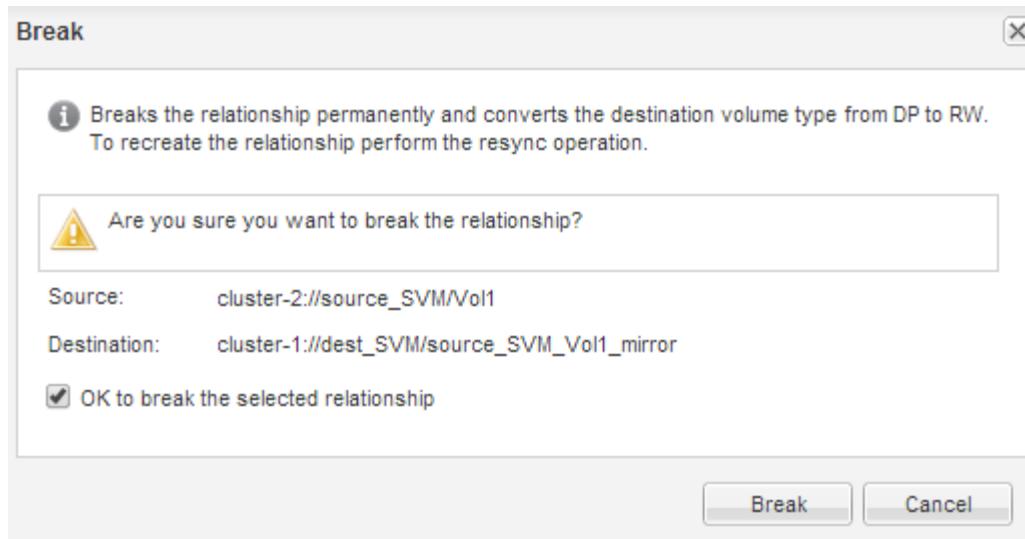 Break
Breaks the relationship permanently and converts the destination volume type from DP to RW.
To recreate the relationship perform the resync operation.
Are you sure you want to break the relationship?
Source: cluster-2://source_SVM/Vol1
Destination: cluster-1://dest_SVM/source_SVM_Vol1_mirror
OK to break the selected relationship
Break Cancel